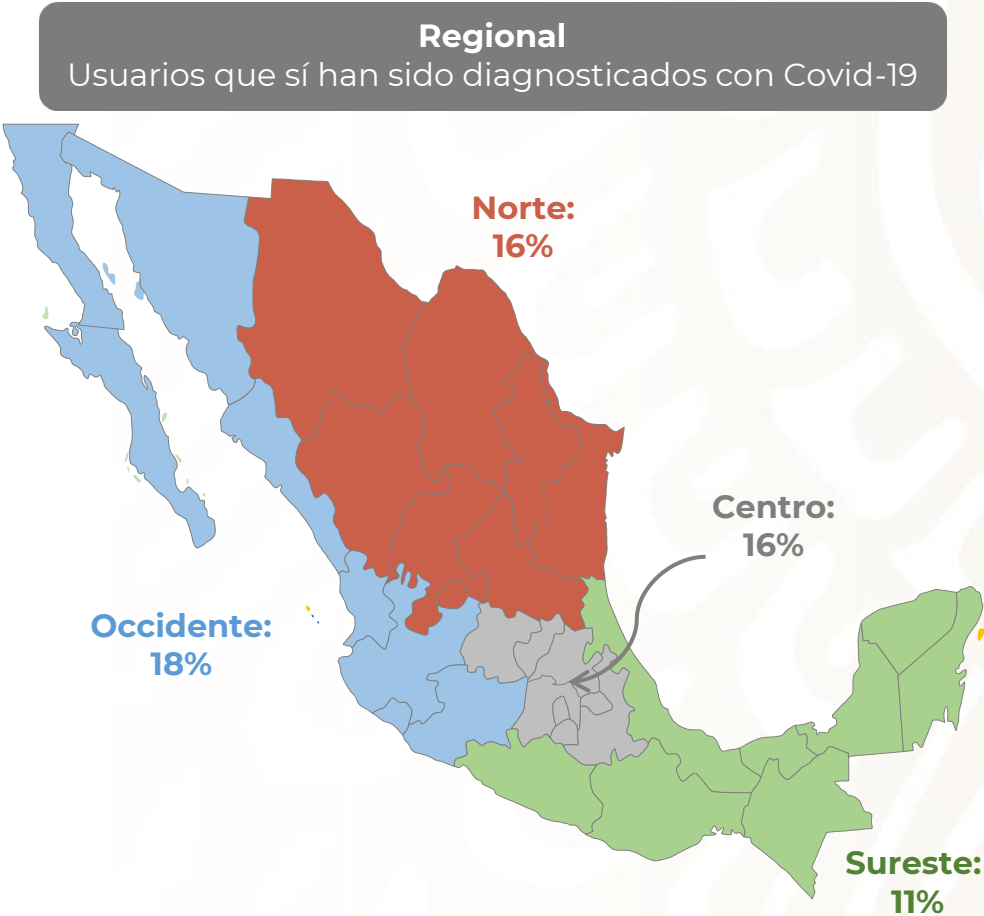 Regional
Usuarios que sí han sido diagnosticados con Covid-19
Norte:
16%
Centro:
16%
Occidente:
18%
Sureste:
11%